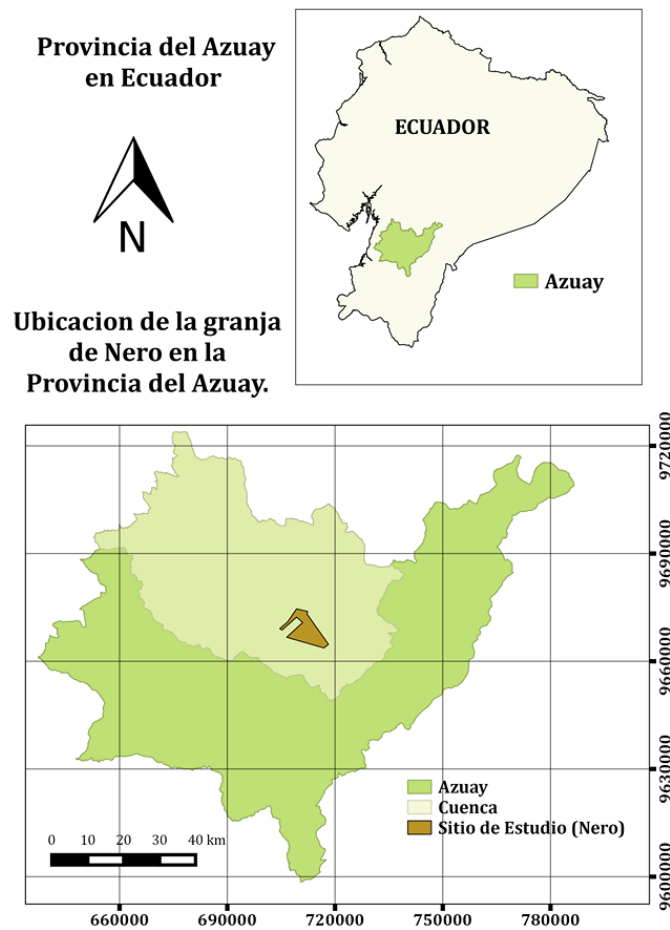 Provincia del Azuay
en Ecuador
N
ECUADOR
Azuay
Ubicacion de la granja
de Nero en la
Provincia del Azuay.
9720000
9690000
9660000
9630000
9600000
Azuay
Cuenca
Sitio de Estudio (Nero)
0 10 20 30 40 km
660000 690000 720000 750000 780000